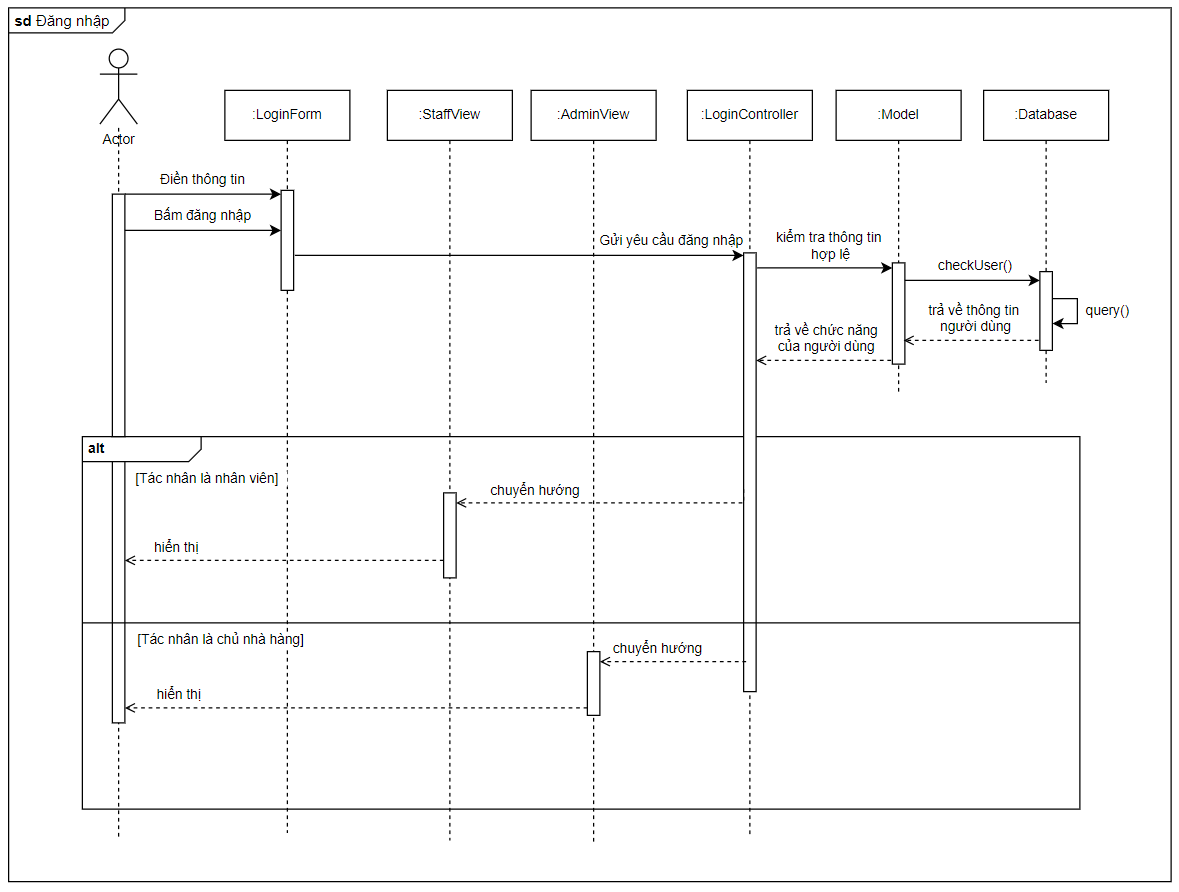 sd Đăng nhập
Actor
:LoginForm
:StaffView
:AdminView
:LoginController
:Model
:Database
Điền thông tin
Bấm đăng nhập
Gửi yêu cầu đăng nhập
kiểm tra thông tin
hợp lệ
checkUser()
query()
trả về thông tin
người dùng
trả về chức năng
của người dùng
alt
[Tác nhân là nhân viên]
chuyển hướng
hiển thị
[Tác nhân là chủ nhà hàng]
chuyển hướng
hiển thị